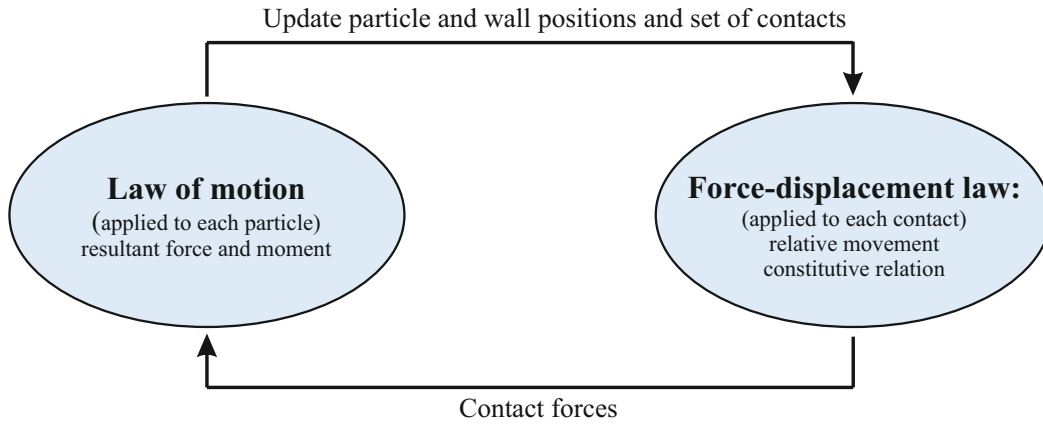 Update particle and wall positions and set of contacts
Law of motion
(applied to each particle)
resultant force and moment
Force-displacement law:
(applied to each contact)
relative movement
constitutive relation
Contact forces